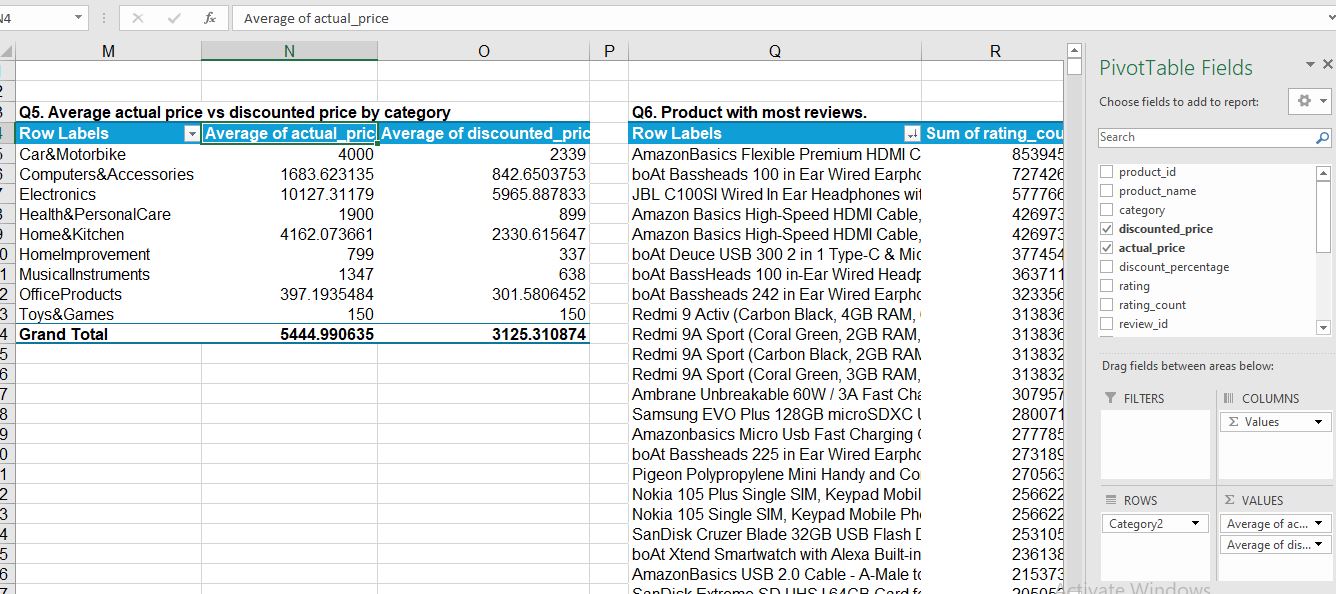 N4 fx Average of actual_price
M N O P Q R
Q5. Average actual price vs discounted price by category
Row Labels Average of actual_pric Average of discounted_pric
Car&Motorbike 4000 2339
Computers&Accessories 1683.623135 842.6503753
Electronics 10127.31179 5965.887833
Health&PersonalCare 1900 899
Home&Kitchen 4162.073661 2330.615647
HomeImprovement 799 337
MusicalInstruments 1347 638
OfficeProducts 397.1935484 301.5806452
Toys&Games 150 150
Grand Total 5444.990635 3125.310874
Q6. Product with most reviews.
Row Labels Sum of rating_cou
AmazonBasics Flexible Premium HDMI C 853945
boAt Bassheads 100 in Ear Wired Earpho 727426
JBL C100SI Wired In Ear Headphones wit 577766
Amazon Basics High-Speed HDMI Cable, 426973
Amazon Basics High-Speed HDMI Cable, 426973
boAt Deuce USB 300 2 in 1 Type-C & Mic 377454
boAt BassHeads 100 in-Ear Wired Headp 363711
boAt Bassheads 242 in Ear Wired Earpho 323356
Redmi 9 Activ (Carbon Black, 4GB RAM, 313836
Redmi 9A Sport (Coral Green, 2GB RAM, 313836
Redmi 9A Sport (Carbon Black, 2GB RAM 313832
Redmi 9A Sport (Coral Green, 3GB RAM, 313832
Ambrane Unbreakable 60W / 3A Fast Cha 307957
Samsung EVO Plus 128GB microSDXC U 280071
Amazonbasics Micro Usb Fast Charging C 277785
boAt Bassheads 225 in Ear Wired Earpho 273189
Pigeon Polypropylene Mini Handy and Co 270563
Nokia 105 Plus Single SIM, Keypad Mobil 256622
Nokia 105 Single SIM, Keypad Mobile Pho 256622
SanDisk Cruzer Blade 32GB USB Flash D 253105
boAt Xtend Smartwatch with Alexa Built-in 236138
AmazonBasics USB 2.0 Cable - A-Male to 215373
SanDisk Extreme SD UHS I 64GB Card f
PivotTable Fields
Choose fields to add to report:
Search
product_id
product_name
category
discounted_price
actual_price
discount_percentage
rating
rating_count
review_id
Drag fields between areas below:
FILTERS
COLUMNS
Σ Values
ROWS
Category2
Σ VALUES
Average of ac...
Average of dis...
Activate Windows